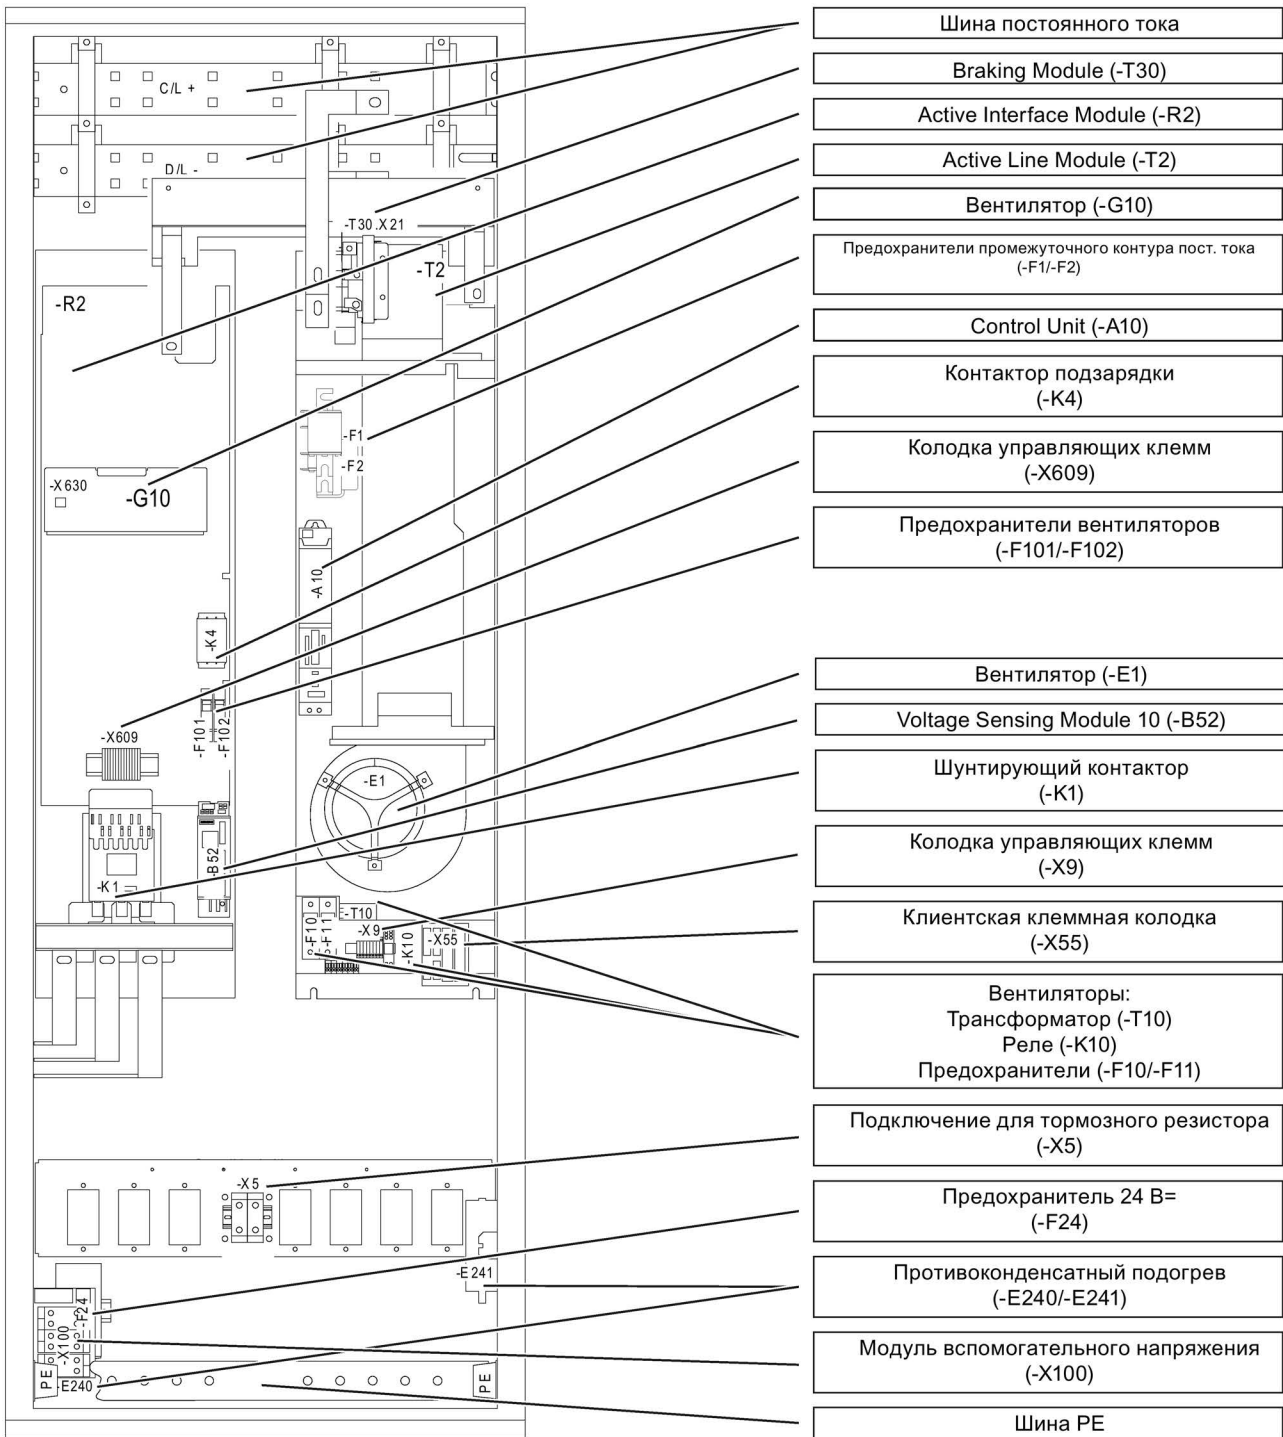 Шина постоянного тока
Braking Module (-T30)
Active Interface Module (-R2)
Active Line Module (-T2)
Вентилятор (-G10)
Предохранители промежуточного контура пост. тока
(-F1/-F2)
Control Unit (-A10)
Контактор подзарядки
(-K4)
Колодка управляющих клемм
(-X609)
Предохранители вентиляторов
(-F101/-F102)
Вентилятор (-E1)
Voltage Sensing Module 10 (-B52)
Шунтирующий контактор
(-K1)
Колодка управляющих клемм
(-X9)
Клиентская клеммная колодка
(-X55)
Вентиляторы:
Трансформатор (-T10)
Реле (-K10)
Предохранители (-F10/-F11)
Подключение для тормозного резистора
(-X5)
Предохранитель 24 В=
(-F24)
Противоконденсатный подогрев
(-E240/-E241)
Модуль вспомогательного напряжения
(-X100)
Шина PE
C/L +
D/L -
-T30.X21
-T2
-R2
-F1
-F2
-X630
-G10
-A10
-K4
-F101
-F102
-X609
-E1
-B52
-K1
-T10
-F10
-F11
-X9
-K10
-X55
-X5
-E241
-F24
-X100
PE
-E240
PE